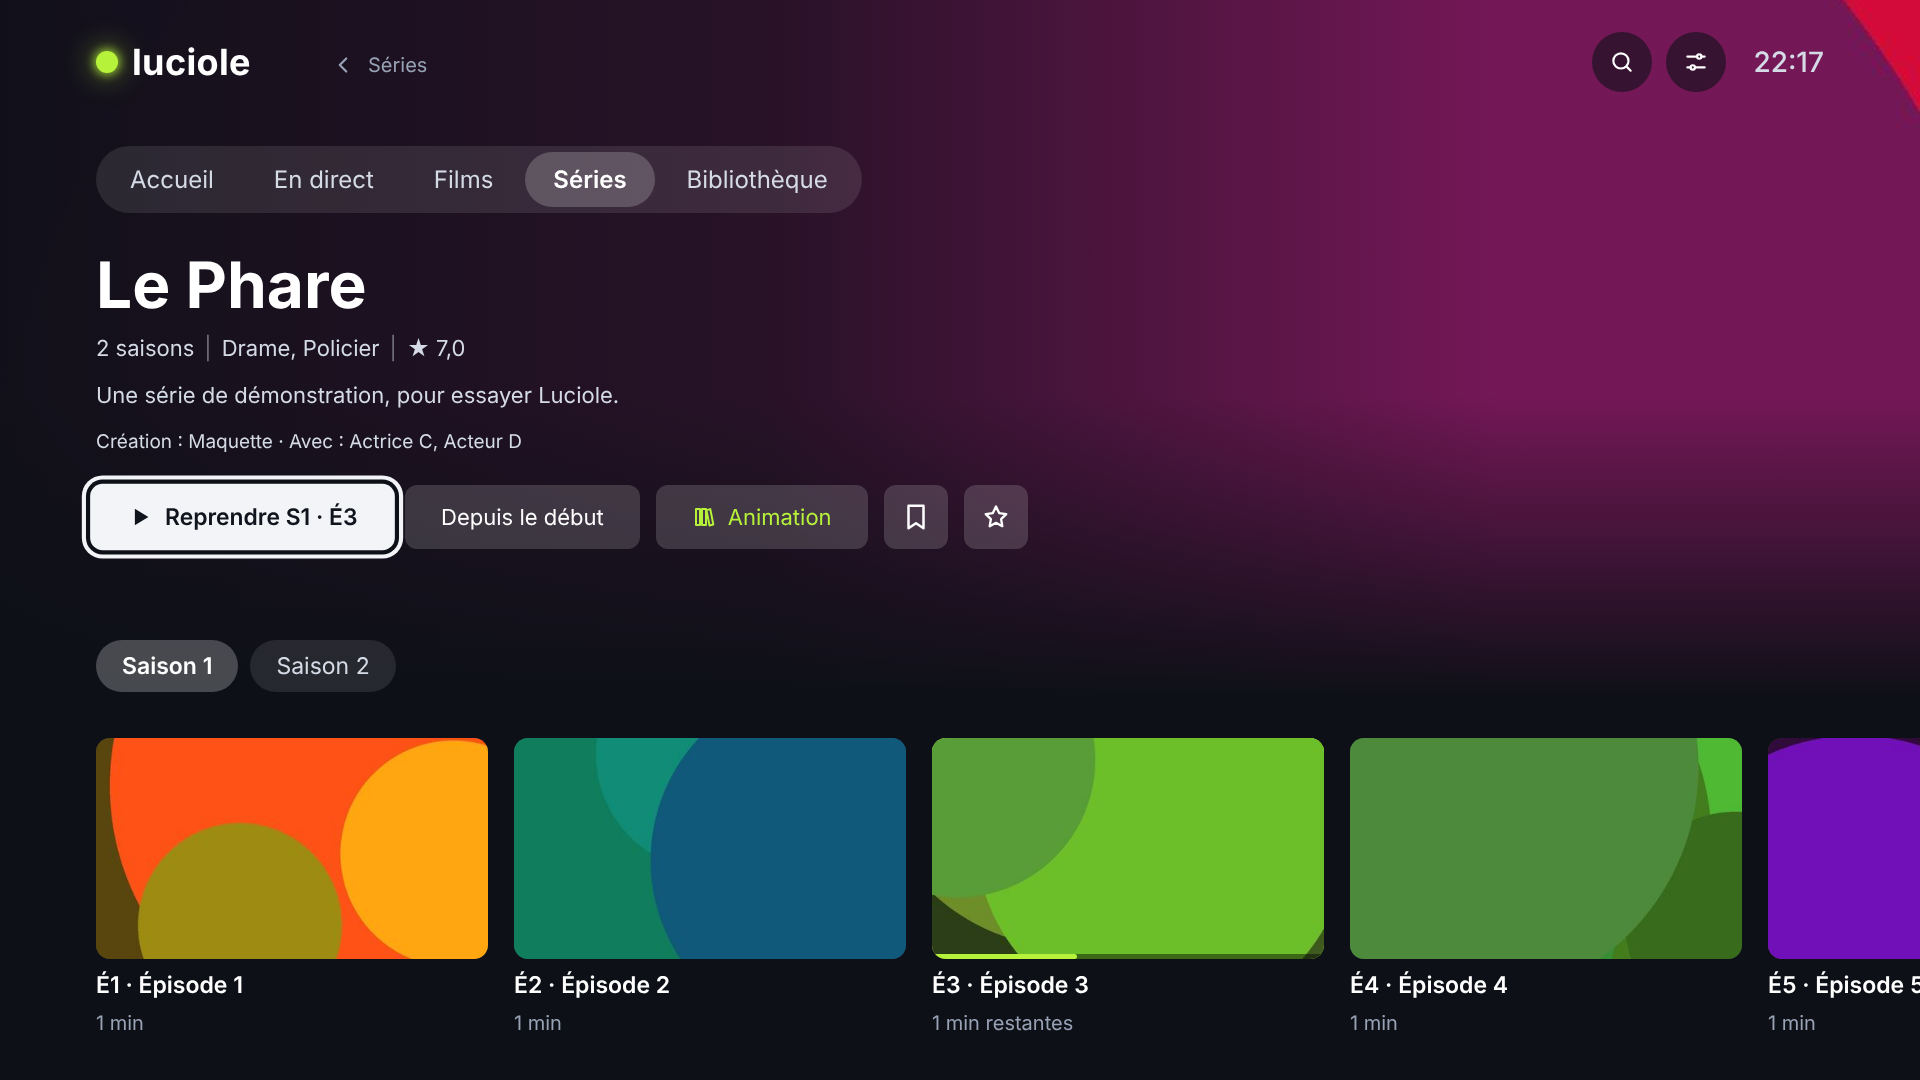 luciole
Séries
22:17
Accueil En direct Films Séries Bibliothèque
Le Phare
2 saisons | Drame, Policier | ★ 7,0
Une série de démonstration, pour essayer Luciole.
Création : Maquette · Avec : Actrice C, Acteur D
Reprendre S1 · É3 Depuis le début Animation
Saison 1 Saison 2
É1 · Épisode 1 É2 · Épisode 2 É3 · Épisode 3 É4 · Épisode 4 É5 · Épisode 5
1 min 1 min 1 min restantes 1 min 1 min